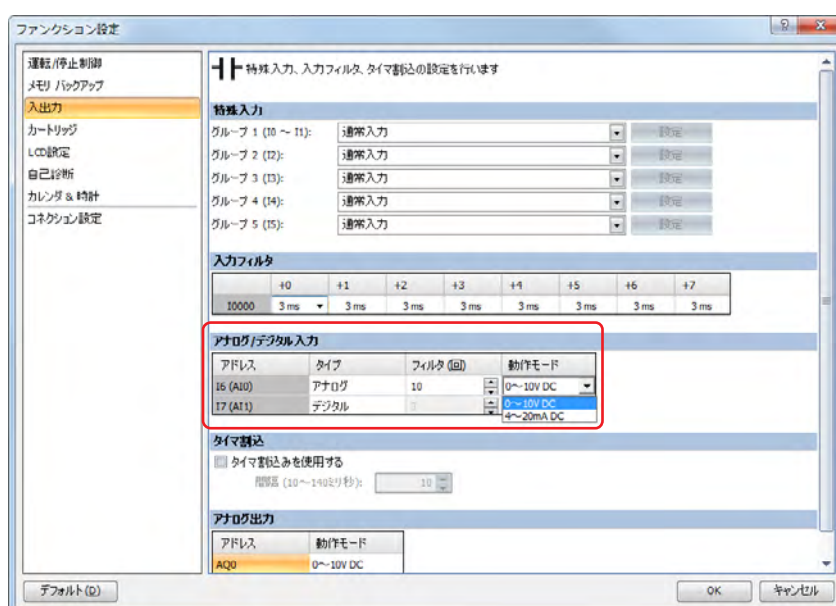 ファンクション設定
運転/停止制御
メモリ バックアップ
入出力
カートリッジ
LCD設定
自己診断
カレンダ & 時計
コネクション設定
特殊入力、入力フィルタ、タイマ割込の設定を行います
特殊入力
グループ 1 (I0 ～ I1): 通常入力 設定
グループ 2 (I2): 通常入力 設定
グループ 3 (I3): 通常入力 設定
グループ 4 (I4): 通常入力 設定
グループ 5 (I5): 通常入力 設定
入力フィルタ
+0 +1 +2 +3 +4 +5 +6 +7
I0000 3 ms 3 ms 3 ms 3 ms 3 ms 3 ms 3 ms 3 ms
アナログ/デジタル入力
アドレス タイプ フィルタ (回) 動作モード
I6 (AI0) アナログ 10 0～10V DC
I7 (AI1) デジタル 0～10V DC
4～20mA DC
タイマ割込
タイマ割込みを使用する
間隔 (10～140ミリ秒): 10
アナログ出力
アドレス 動作モード
AQ0 0～10V DC
デフォルト(D) OK キャンセル